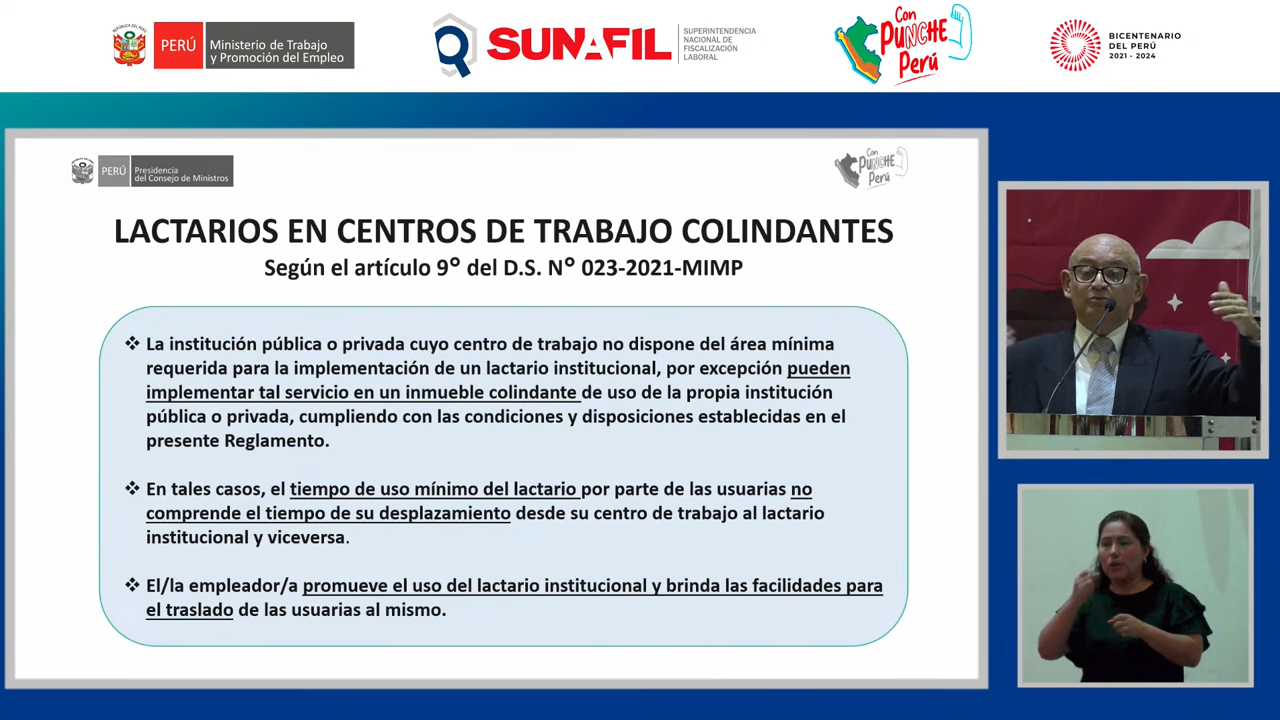 PERÚ
Ministerio de Trabajo
y Promoción del Empleo
SUNAFIL
SUPERINTENDENCIA
NACIONAL DE
FISCALIZACIÓN
LABORAL
Con
PUNCHE
Perú
BICENTENARIO
DEL PERÚ
2021 - 2024
PERÚ
Presidencia
del Consejo de Ministros
Con
PUNCHE
Perú
LACTARIOS EN CENTROS DE TRABAJO COLINDANTES
Según el artículo 9° del D.S. N° 023-2021-MIMP
❖ La institución pública o privada cuyo centro de trabajo no dispone del área mínima
requerida para la implementación de un lactario institucional, por excepción pueden
implementar tal servicio en un inmueble colindante de uso de la propia institución
pública o privada, cumpliendo con las condiciones y disposiciones establecidas en el
presente Reglamento.
❖ En tales casos, el tiempo de uso mínimo del lactario por parte de las usuarias no
comprende el tiempo de su desplazamiento desde su centro de trabajo al lactario
institucional y viceversa.
❖ El/la empleador/a promueve el uso del lactario institucional y brinda las facilidades para
el traslado de las usuarias al mismo.